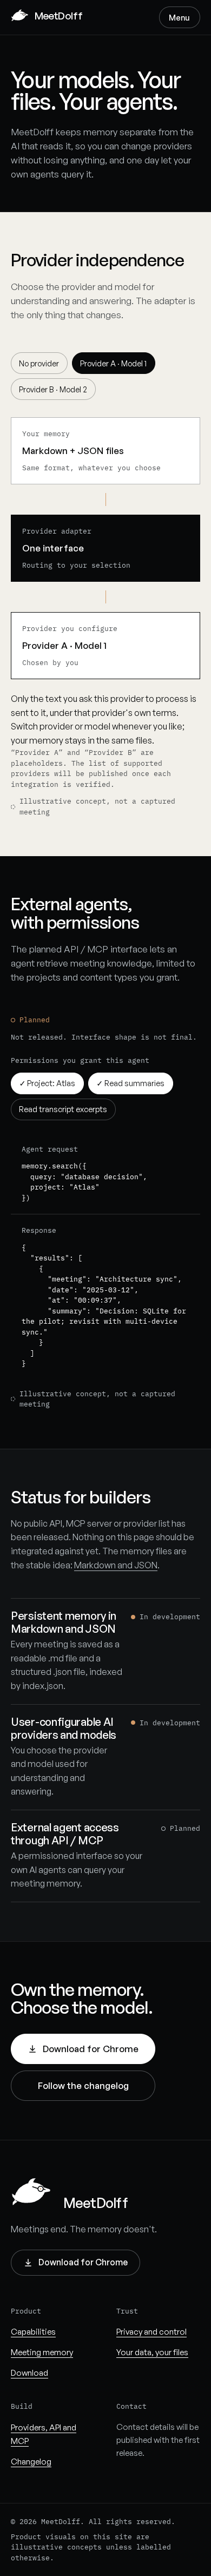 MeetDolff
Menu
Your models. Your
files. Your agents.
MeetDolff keeps memory separate from the
AI that reads it, so you can change providers
without losing anything, and one day let your
own agents query it.
Provider independence
Choose the provider and model for
understanding and answering. The adapter is
the only thing that changes.
No provider
Provider A · Model 1
Provider B · Model 2
Your memory
Markdown + JSON files
Same format, whatever you choose
Provider adapter
One interface
Routing to your selection
Provider you configure
Provider A · Model 1
Chosen by you
Only the text you ask this provider to process is
sent to it, under that provider's own terms.
Switch provider or model whenever you like;
your memory stays in the same files.
“Provider A” and “Provider B” are
placeholders. The list of supported
providers will be published once each
integration is verified.
Illustrative concept, not a captured
meeting
External agents,
with permissions
The planned API / MCP interface lets an
agent retrieve meeting knowledge, limited to
the projects and content types you grant.
Planned
Not released. Interface shape is not final.
Permissions you grant this agent
✓ Project: Atlas
✓ Read summaries
Read transcript excerpts
Agent request
memory.search({
query: "database decision",
project: "Atlas"
})
Response
{
"results": [
{
"meeting": "Architecture sync",
"date": "2025-03-12",
"at": "00:09:37",
"summary": "Decision: SQLite for
the pilot; revisit with multi-device
sync."
}
]
}
Illustrative concept, not a captured
meeting
Status for builders
No public API, MCP server or provider list has
been released. Nothing on this page should be
integrated against yet. The memory files are
the stable idea: Markdown and JSON.
Persistent memory in
Markdown and JSON
In development
Every meeting is saved as a
readable .md file and a
structured .json file, indexed
by index.json.
User-configurable AI
providers and models
In development
You choose the provider
and model used for
understanding and
answering.
External agent access
through API / MCP
Planned
A permissioned interface so your
own AI agents can query your
meeting memory.
Own the memory.
Choose the model.
Download for Chrome
Follow the changelog
MeetDolff
Meetings end. The memory doesn't.
Download for Chrome
Product
Capabilities
Meeting memory
Download
Trust
Privacy and control
Your data, your files
Build
Providers, API and
MCP
Changelog
Contact
Contact details will be
published with the first
release.
© 2026 MeetDolff. All rights reserved.
Product visuals on this site are
illustrative concepts unless labelled
otherwise.